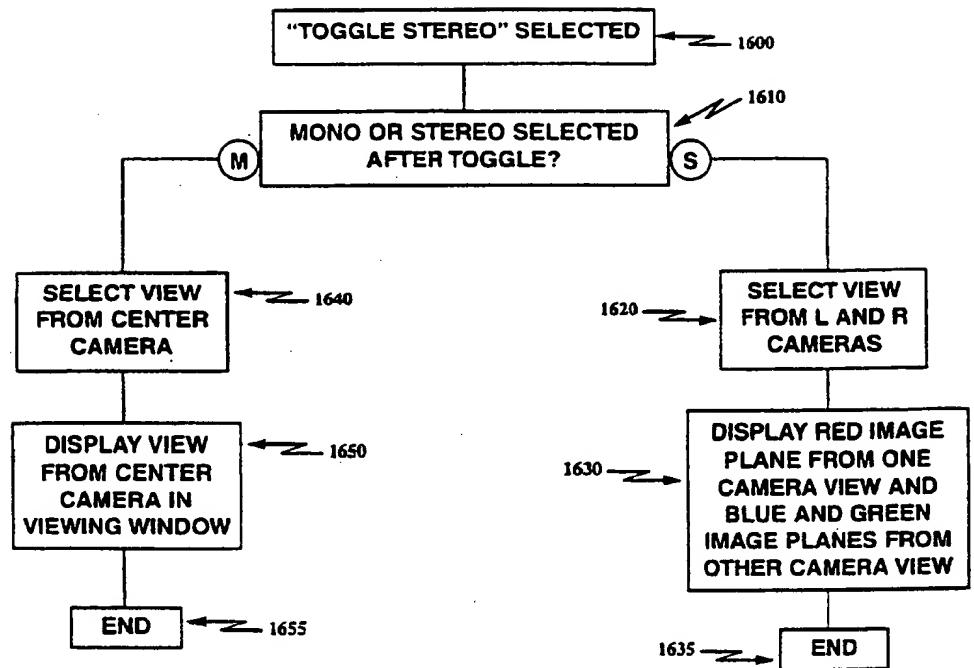 "TOGGLE STEREO" SELECTED
1600
1610
MONO OR STEREO SELECTED
AFTER TOGGLE?
M
S
SELECT VIEW
FROM CENTER
CAMERA
1640
1620
SELECT VIEW
FROM L AND R
CAMERAS
DISPLAY VIEW
FROM CENTER
CAMERA IN
VIEWING WINDOW
1650
1630
DISPLAY RED IMAGE
PLANE FROM ONE
CAMERA VIEW AND
BLUE AND GREEN
IMAGE PLANES FROM
OTHER CAMERA VIEW
END
1655
1635
END